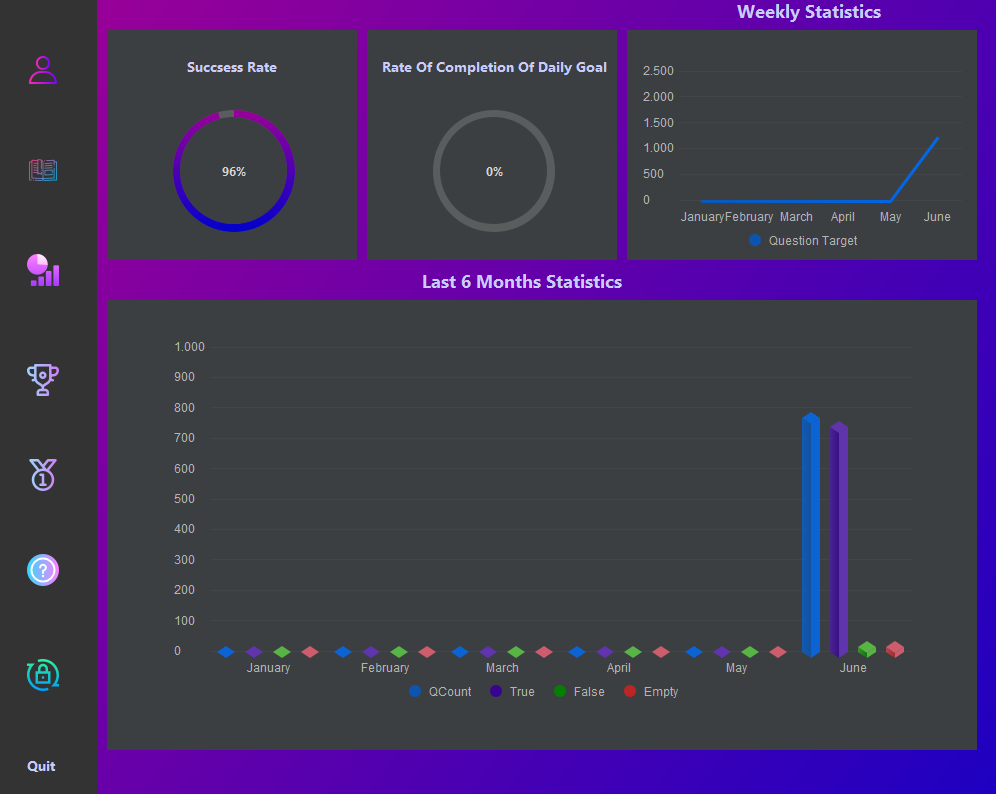 Weekly Statistics
Succsess Rate
96%
Rate Of Completion Of Daily Goal
0%
2.500
2.000
1.500
1.000
500
0
January February March April May June
Question Target
Last 6 Months Statistics
1.000
900
800
700
600
500
400
300
200
100
0
January February March April May June
QCount True False Empty
1
?
Quit